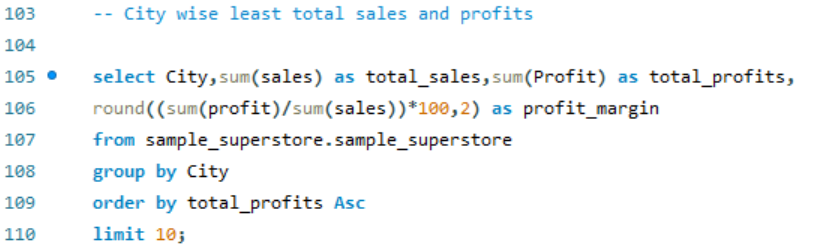 103 -- City wise least total sales and profits
104
105 select City,sum(sales) as total_sales,sum(Profit) as total_profits,
106 round((sum(profit)/sum(sales))*100,2) as profit_margin
107 from sample_superstore.sample_superstore
108 group by City
109 order by total_profits Asc
110 limit 10;